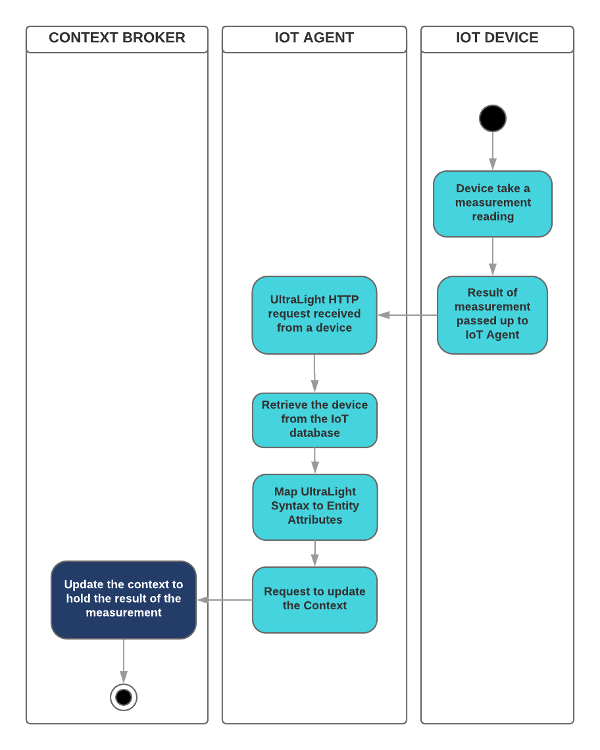 CONTEXT BROKER
IOT AGENT
IOT DEVICE
Device take a
measurement
reading
Result of
measurement
passed up to
IoT Agent
UltraLight HTTP
request received
from a device
Retrieve the device
from the IoT
database
Map UltraLight
Syntax to Entity
Attributes
Request to update
the Context
Update the context to
hold the result of the
measurement